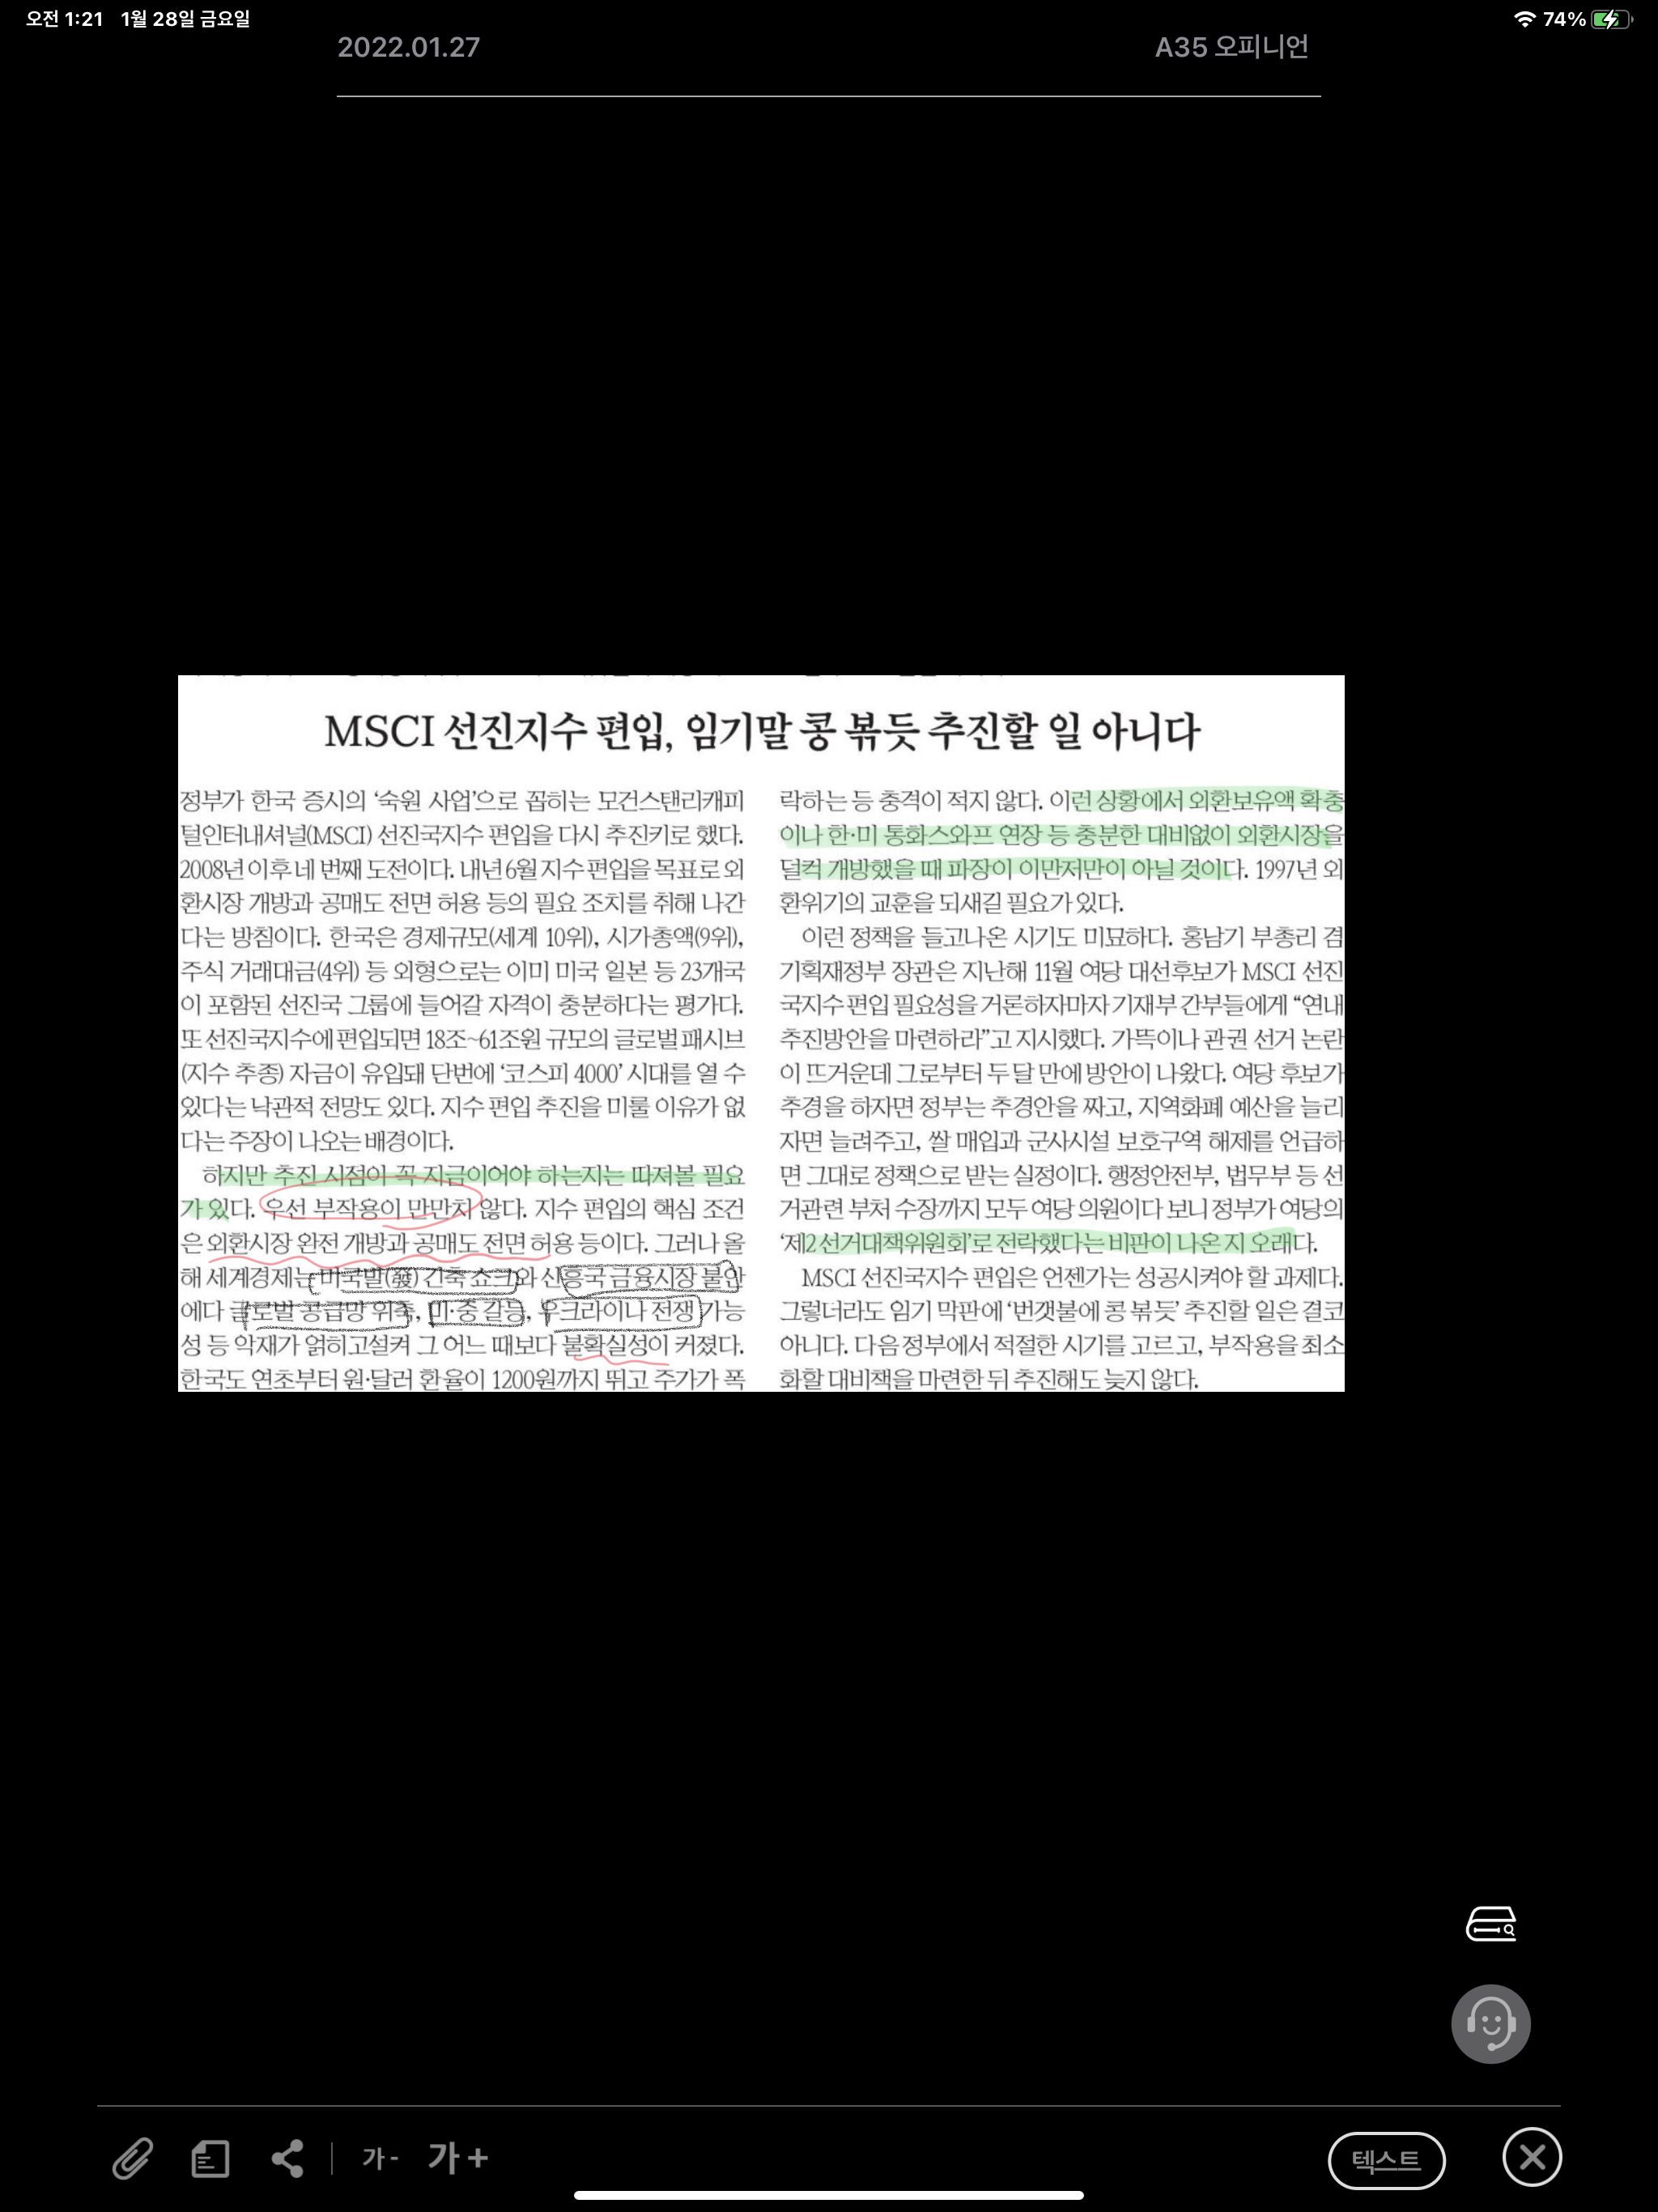 오전 1:21 1월 28일 금요일
74%
2022.01.27
A35 오피니언
MSCI 선진지수 편입, 임기말 콩 볶듯 추진할 일 아니다
정부가 한국 증시의 ‘숙원 사업’으로 꼽히는 모건스탠리캐피
털인터내셔널(MSCI) 선진국지수 편입을 다시 추진키로 했다.
2008년 이후 네 번째 도전이다. 내년 6월 지수 편입을 목표로 외
환시장 개방과 공매도 전면 허용 등의 필요 조치를 취해 나간
다는 방침이다. 한국은 경제규모(세계 10위), 시가총액(9위),
주식 거래대금(4위) 등 외형으로는 이미 미국 일본 등 23개국
이 포함된 선진국 그룹에 들어갈 자격이 충분하다는 평가다.
또 선진국지수에 편입되면 18조~61조원 규모의 글로벌 패시브
(지수 추종) 자금이 유입돼 단번에 ‘코스피 4000’ 시대를 열 수
있다는 낙관적 전망도 있다. 지수 편입 추진을 미룰 이유가 없
다는 주장이 나오는 배경이다.
하지만 추진 시점이 꼭 지금이어야 하는지는 따져볼 필요
가 있다. 우선 부작용이 만만치 않다. 지수 편입의 핵심 조건
은 외환시장 완전 개방과 공매도 전면 허용 등이다. 그러나 올
해 세계경제는 미국발(發) 긴축 쇼크와 신흥국 금융시장 불안
에다 글로벌 공급망 위축, 미·중 갈등, 우크라이나 전쟁 가능
성 등 악재가 얽히고설켜 그 어느 때보다 불확실성이 커졌다.
한국도 연초부터 원·달러 환율이 1200원까지 뛰고 주가가 폭
락하는 등 충격이 적지 않다. 이런 상황에서 외환보유액 확충
이나 한·미 통화스와프 연장 등 충분한 대비없이 외환시장을
덜컥 개방했을 때 파장이 이만저만이 아닐 것이다. 1997년 외
환위기의 교훈을 되새길 필요가 있다.
이런 정책을 들고나온 시기도 미묘하다. 홍남기 부총리 겸
기획재정부 장관은 지난해 11월 여당 대선후보가 MSCI 선진
국지수 편입 필요성을 거론하자마자 기재부 간부들에게 “연내
추진방안을 마련하라”고 지시했다. 가뜩이나 관권 선거 논란
이 뜨거운데 그로부터 두 달 만에 방안이 나왔다. 여당 후보가
추경을 하자면 정부는 추경안을 짜고, 지역화폐 예산을 늘리
자면 늘려주고, 쌀 매입과 군사시설 보호구역 해제를 언급하
면 그대로 정책으로 받는 실정이다. 행정안전부, 법무부 등 선
거관련 부처 수장까지 모두 여당 의원이다 보니 정부가 여당의
‘제2 선거대책위원회’로 전락했다는 비판이 나온 지 오래다.
MSCI 선진국지수 편입은 언젠가는 성공시켜야 할 과제다.
그렇더라도 임기 막판에 ‘번갯불에 콩 볶듯’ 추진할 일은 결코
아니다. 다음 정부에서 적절한 시기를 고르고, 부작용을 최소
화할 대비책을 마련한 뒤 추진해도 늦지 않다.
가- 가+
텍스트